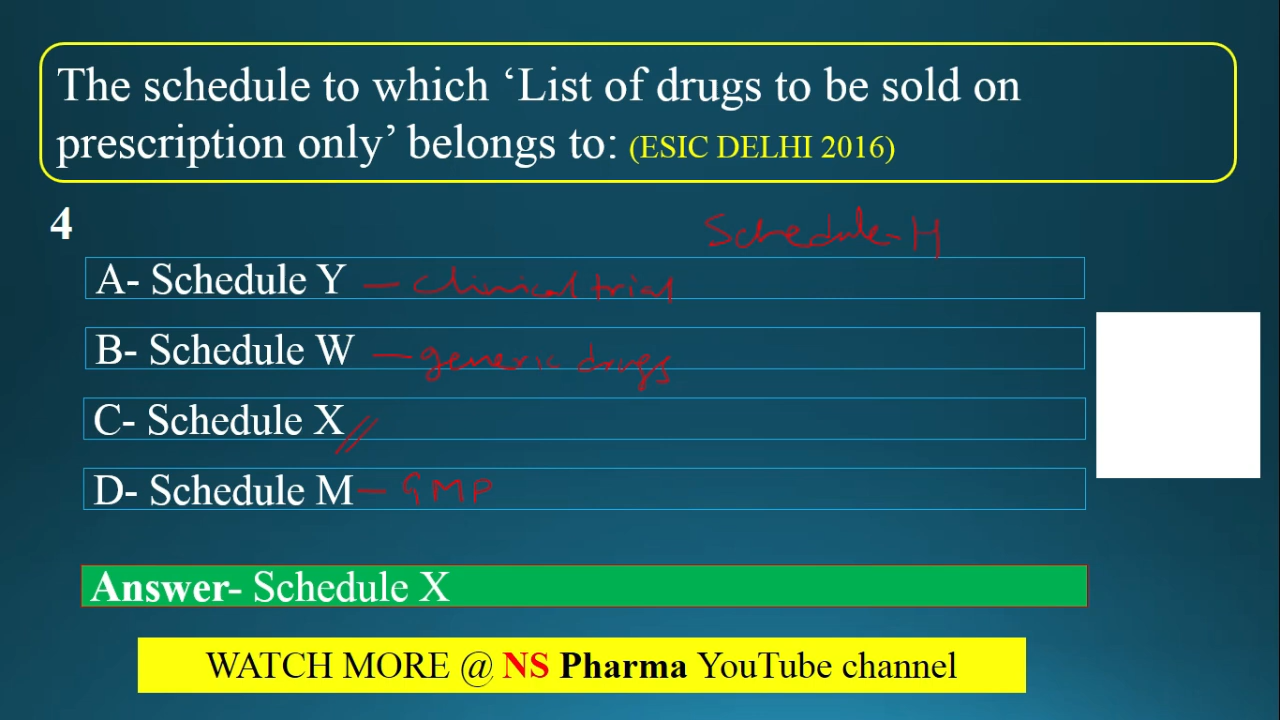 The schedule to which ‘List of drugs to be sold on
prescription only’ belongs to: (ESIC DELHI 2016)
4
Schedule-H
A- Schedule Y — clinical trial
B- Schedule W — generic drugs
C- Schedule X
D- Schedule M — GMP
Answer- Schedule X
WATCH MORE @ NS Pharma YouTube channel